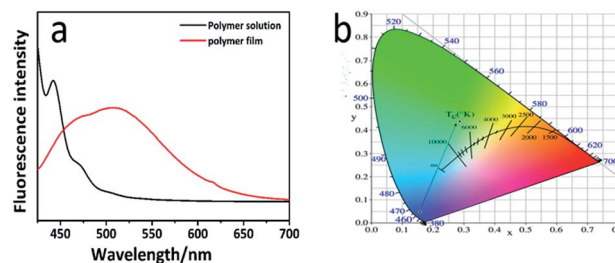 a
Polymer solution
polymer film
Fluorescence intensity
450 500 550 600 650 700
Wavelength/nm
b
0.9
0.8
0.7
0.6
0.5
0.4
0.3
0.2
0.1
0.0
y
520
540
560
580
600
620
700
500
490
480
470
460
380
Tc(°K)
∞
10000
6000
4000
3000
2500
2000
1500
0.0 0.1 0.2 0.3 0.4 0.5 0.6 0.7
x